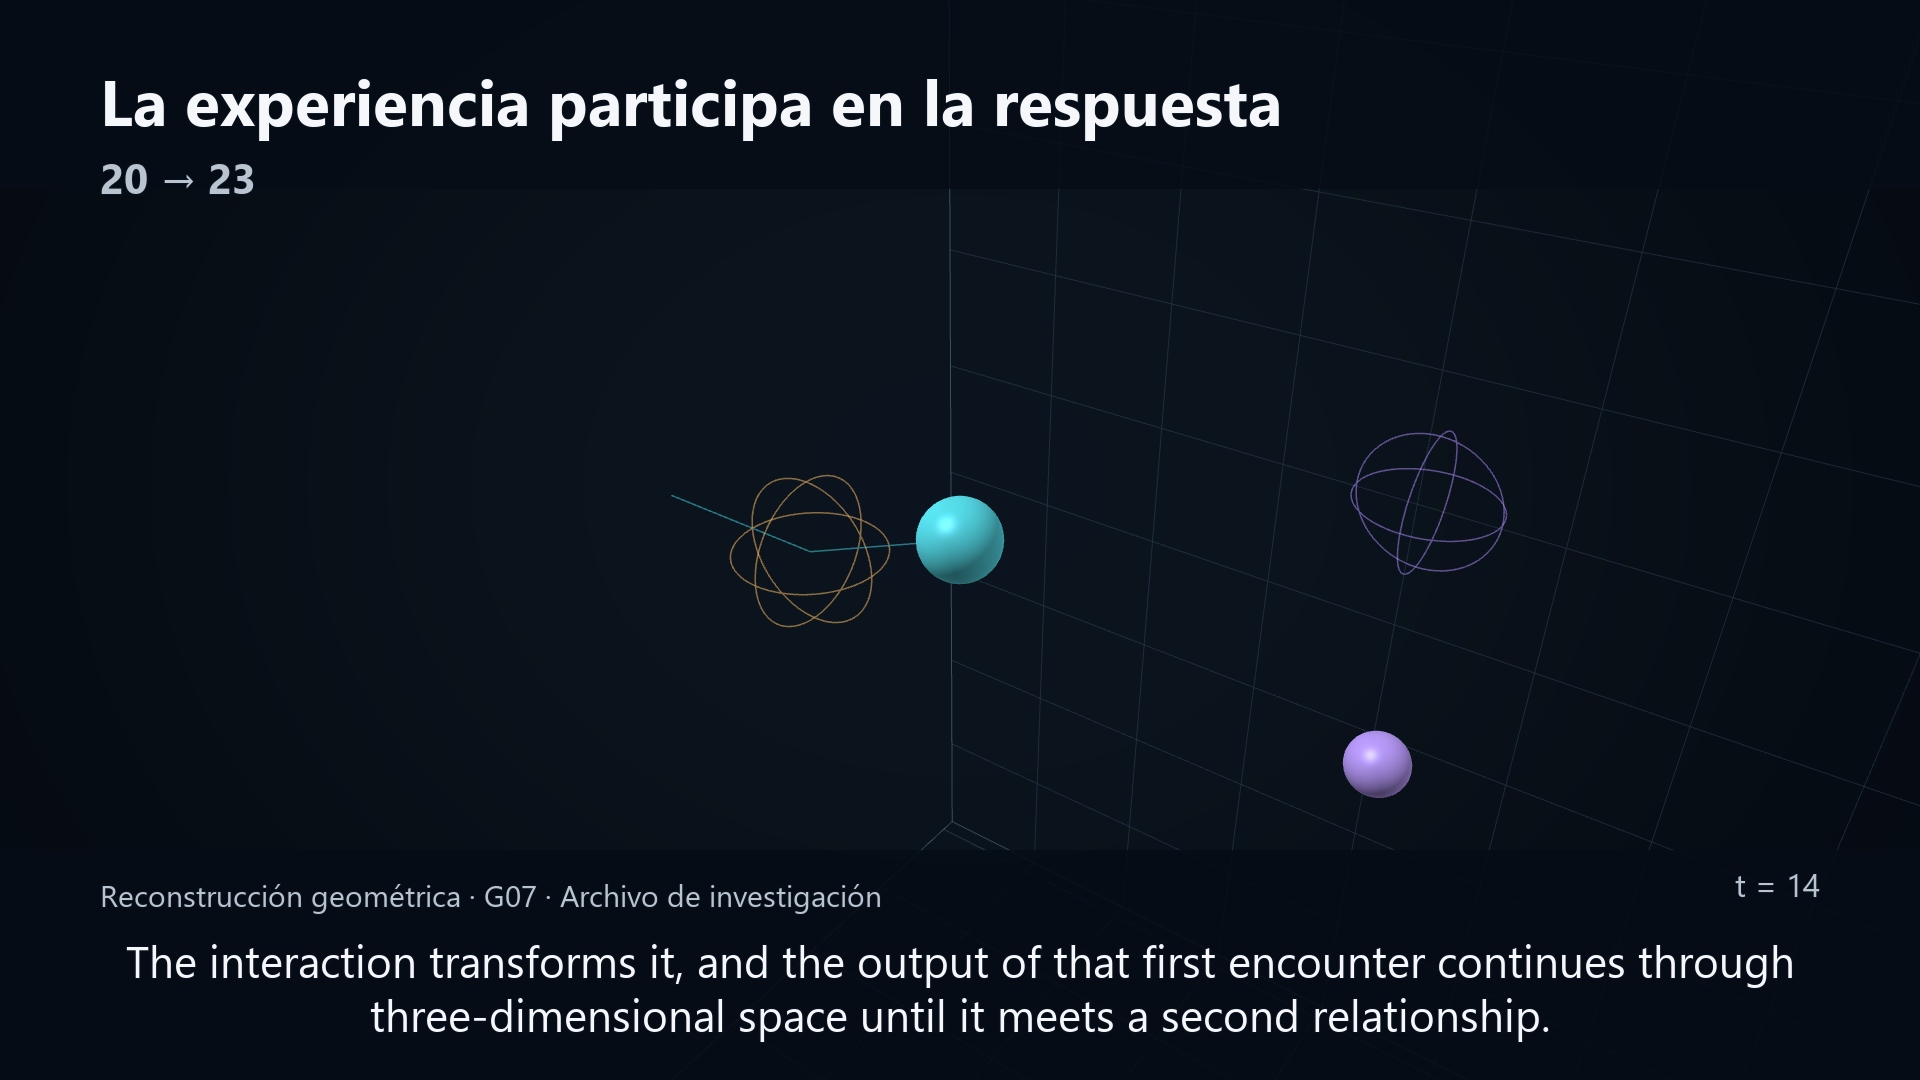 La experiencia participa en la respuesta
20 → 23
Reconstrucción geométrica · G07 · Archivo de investigación
t = 14
The interaction transforms it, and the output of that first encounter continues through
three-dimensional space until it meets a second relationship.